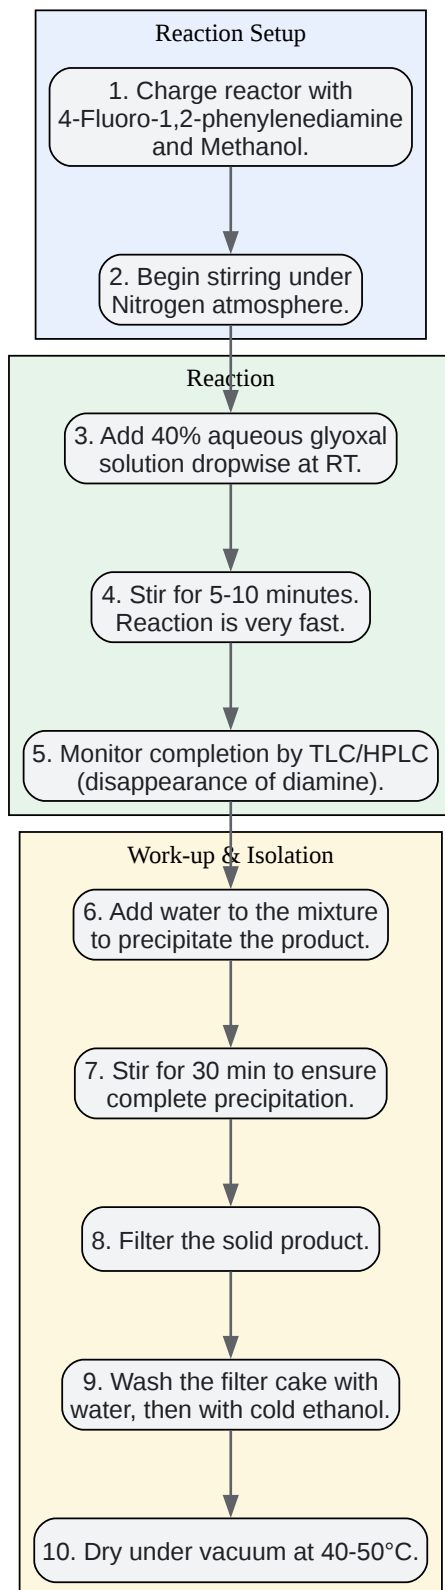 Reaction Setup
1. Charge reactor with
4-Fluoro-1,2-phenylenediamine
and Methanol.
2. Begin stirring under
Nitrogen atmosphere.
Reaction
3. Add 40% aqueous glyoxal
solution dropwise at RT.
4. Stir for 5-10 minutes.
Reaction is very fast.
5. Monitor completion by TLC/HPLC
(disappearance of diamine).
Work-up & Isolation
6. Add water to the mixture
to precipitate the product.
7. Stir for 30 min to ensure
complete precipitation.
8. Filter the solid product.
9. Wash the filter cake with
water, then with cold ethanol.
10. Dry under vacuum at 40-50°C.